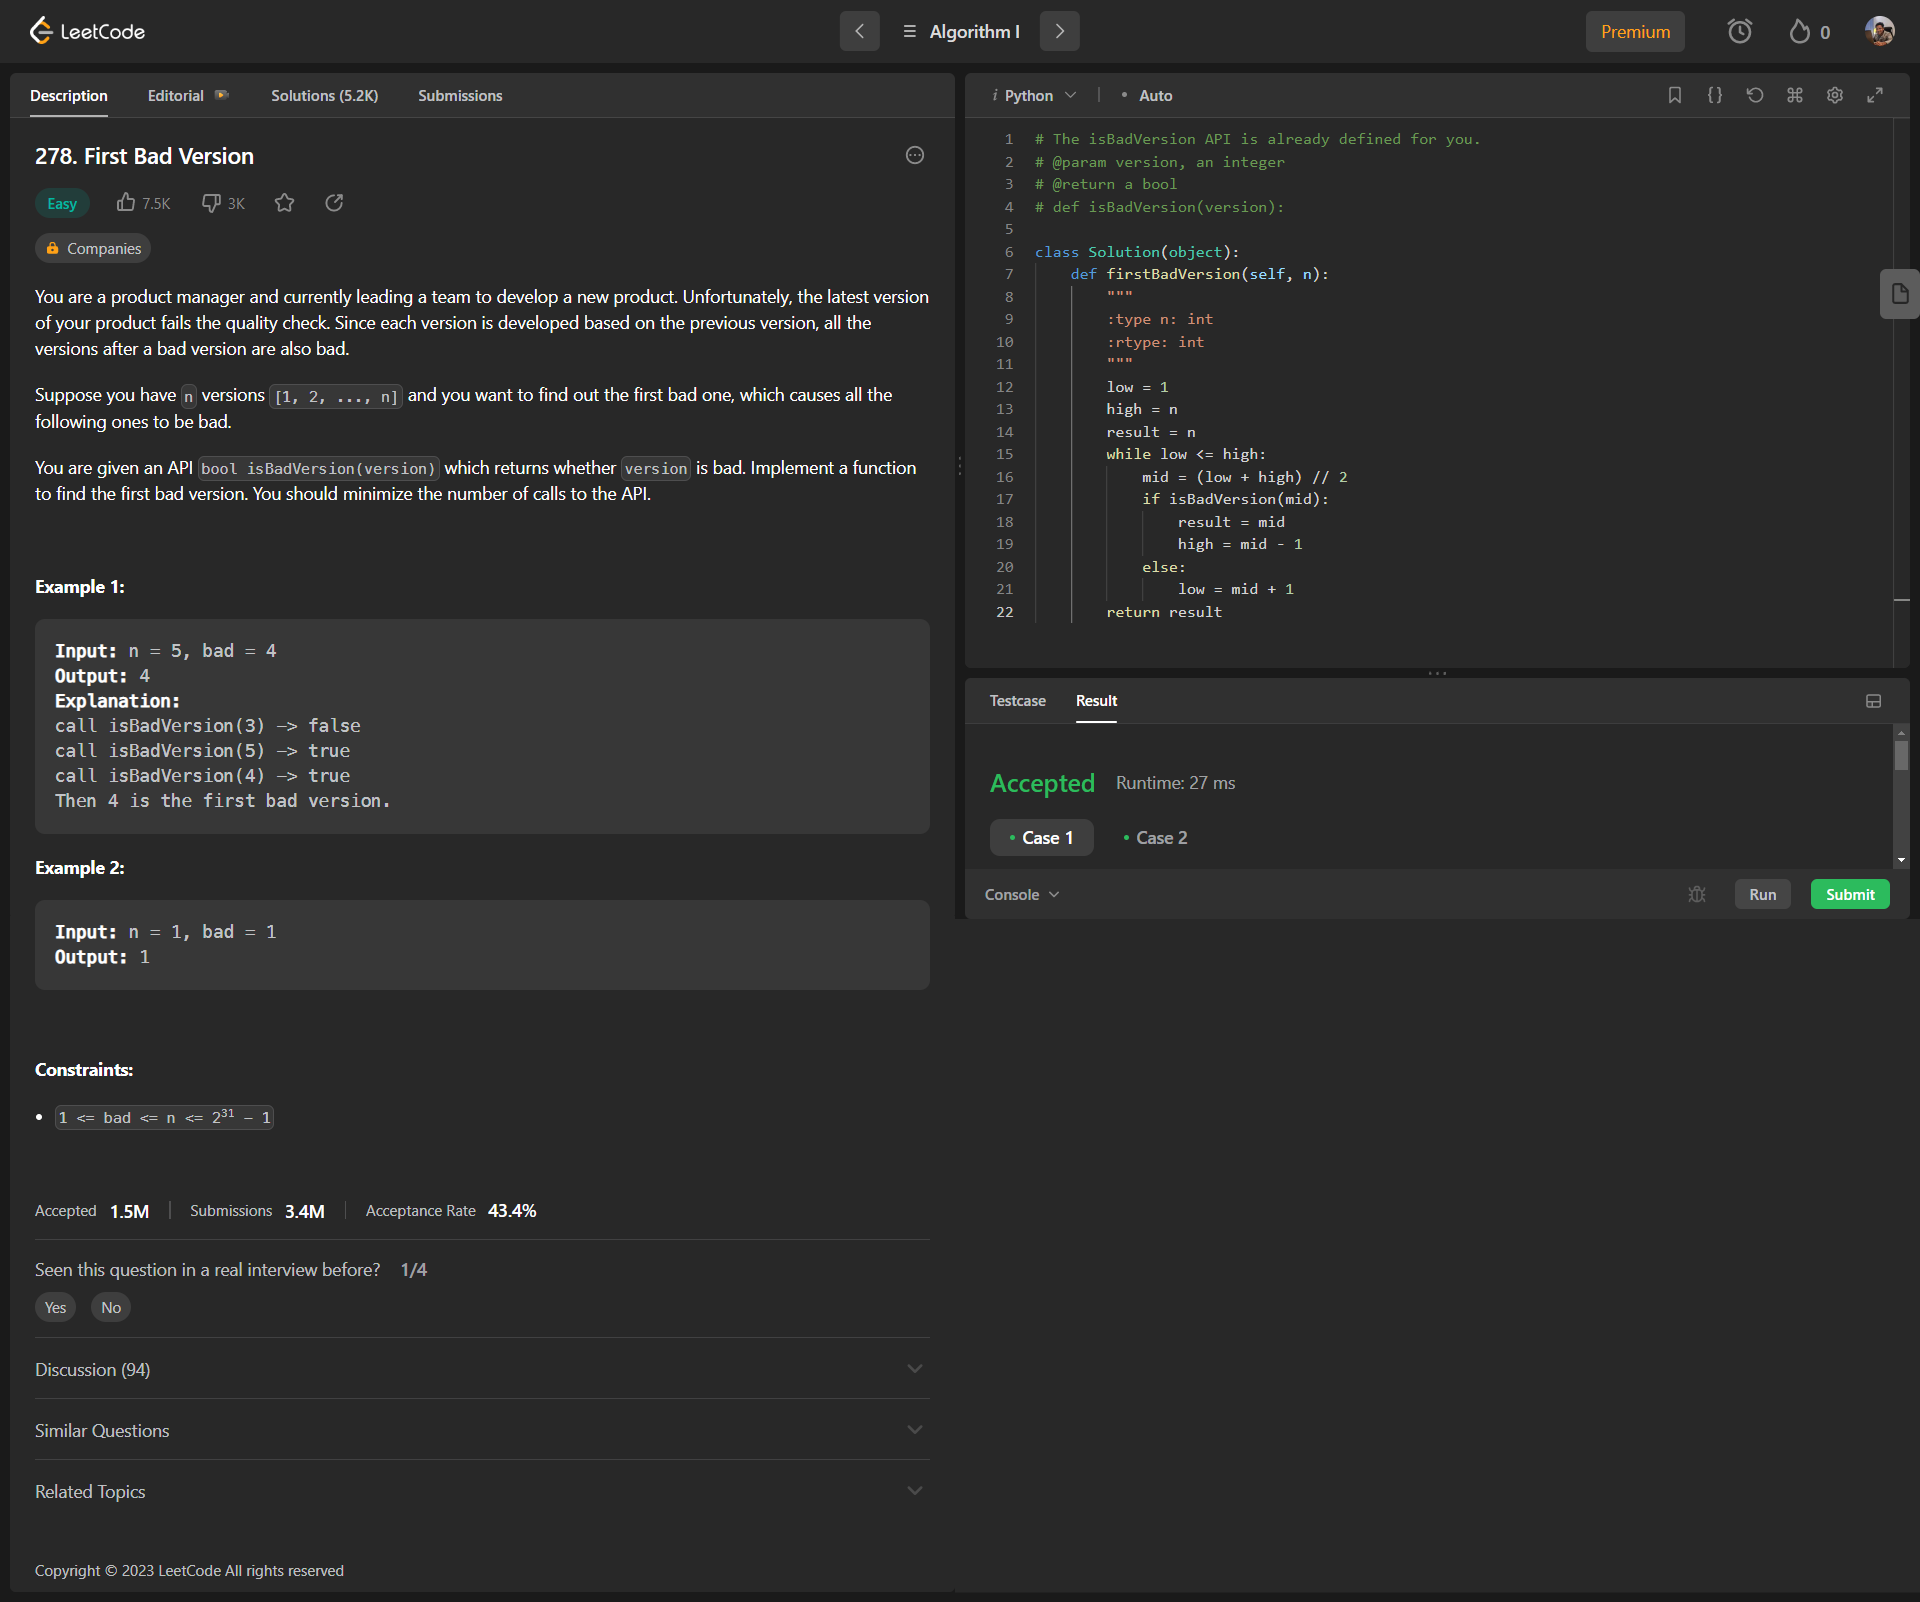 LeetCode
Algorithm I
Premium
0
Description
Editorial
Solutions (5.2K)
Submissions
278. First Bad Version
Easy
7.5K
3K
Companies
You are a product manager and currently leading a team to develop a new product. Unfortunately, the latest version
of your product fails the quality check. Since each version is developed based on the previous version, all the
versions after a bad version are also bad.
Suppose you have n versions [1, 2, ..., n] and you want to find out the first bad one, which causes all the
following ones to be bad.
You are given an API bool isBadVersion(version) which returns whether version is bad. Implement a function
to find the first bad version. You should minimize the number of calls to the API.
Example 1:
Input: n = 5, bad = 4
Output: 4
Explanation:
call isBadVersion(3) -> false
call isBadVersion(5) -> true
call isBadVersion(4) -> true
Then 4 is the first bad version.
Example 2:
Input: n = 1, bad = 1
Output: 1
Constraints:
• 1 <= bad <= n <= 2³¹ - 1
Accepted 1.5M | Submissions 3.4M | Acceptance Rate 43.4%
Seen this question in a real interview before? 1/4
Yes No
Discussion (94)
Similar Questions
Related Topics
Copyright © 2023 LeetCode All rights reserved
i Python | • Auto
1 # The isBadVersion API is already defined for you.
2 # @param version, an integer
3 # @return a bool
4 # def isBadVersion(version):
5
6 class Solution(object):
7 def firstBadVersion(self, n):
8 """
9 :type n: int
10 :rtype: int
11 """
12 low = 1
13 high = n
14 result = n
15 while low <= high:
16 mid = (low + high) // 2
17 if isBadVersion(mid):
18 result = mid
19 high = mid - 1
20 else:
21 low = mid + 1
22 return result
Testcase
Result
Accepted Runtime: 27 ms
• Case 1 • Case 2
Console
Run
Submit